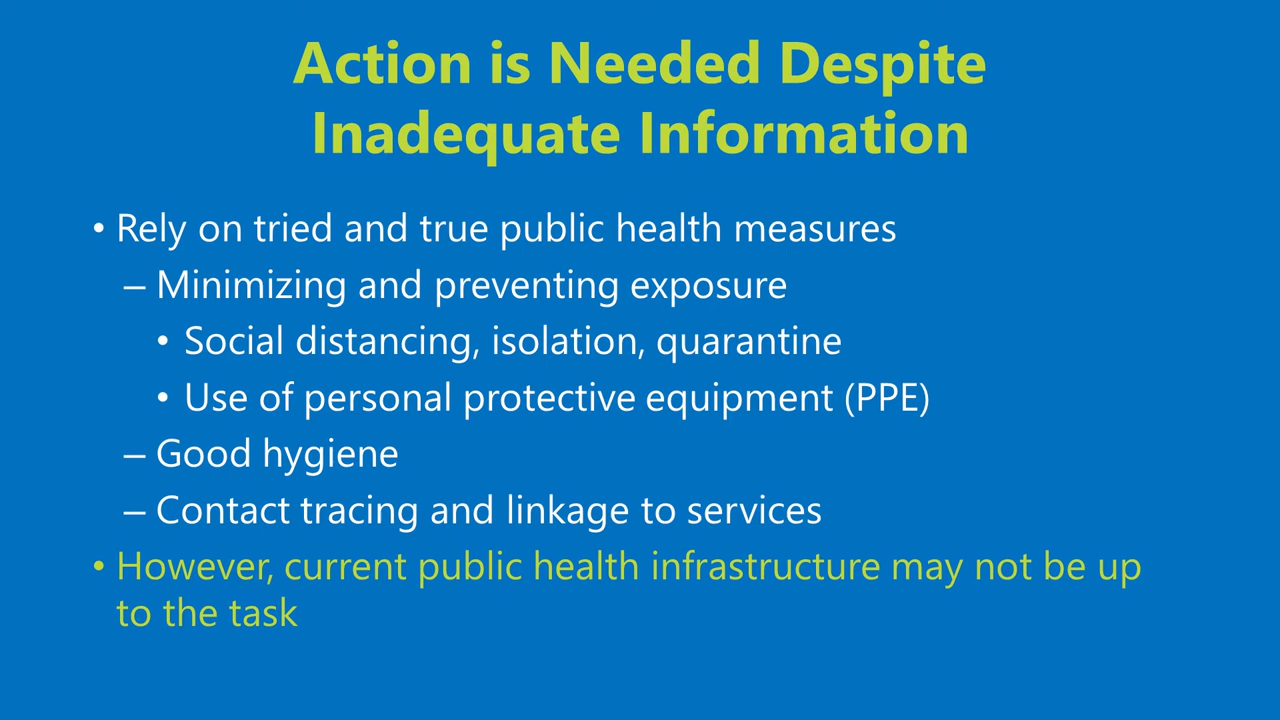 Action is Needed Despite
Inadequate Information
• Rely on tried and true public health measures
– Minimizing and preventing exposure
• Social distancing, isolation, quarantine
• Use of personal protective equipment (PPE)
– Good hygiene
– Contact tracing and linkage to services
• However, current public health infrastructure may not be up
to the task